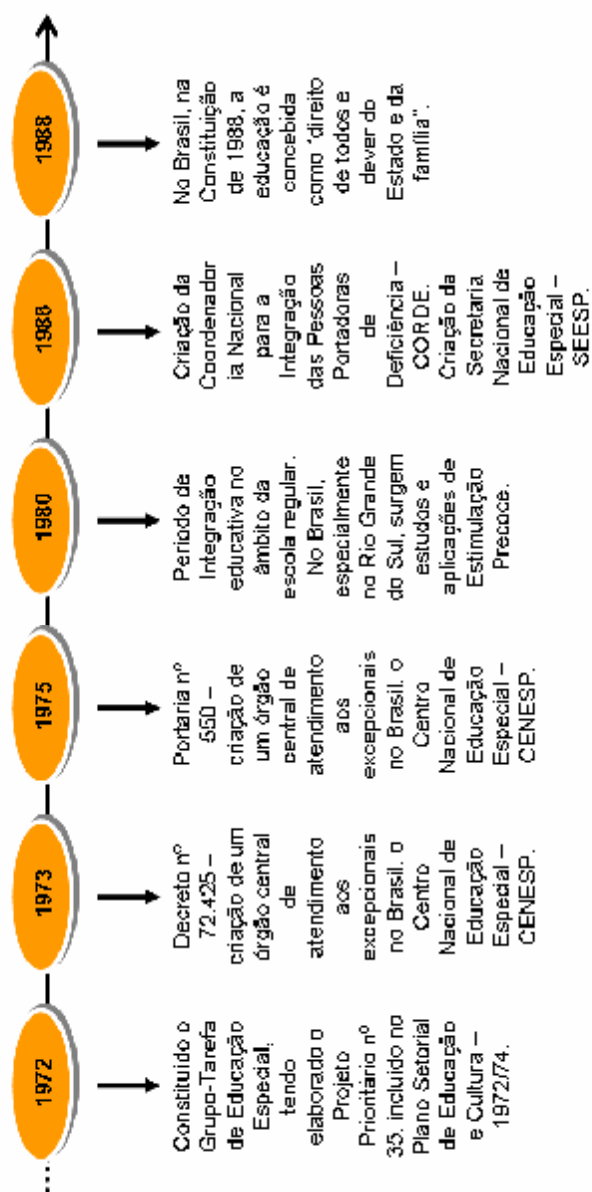 1972
Constituído o
Grupo-Tarefa
de Educação
Especial,
tendo
elaborado o
Projeto
Prioritário nº
35, incluído no
Plano Setorial
de Educação
e Cultura –
1972/74.
1973
Decreto nº
72.425 –
criação de um
órgão central
de
atendimento
aos
excepcionais
no Brasil. o
Centro
Nacional de
Educação
Especial –
CENESP.
1975
Portaria nº
550 –
criação de
um órgão
central de
atendimento
aos
excepcionais
no Brasil. o
Centro
Nacional de
Educação
Especial –
CENESP.
1980
Período de
Integração
educativa no
âmbito da
escola regular.
No Brasil,
especialmente
no Rio Grande
do Sul, surgem
estudos e
aplicações de
Estimulação
Precoce.
1986
Criação da
Coordenador
ia Nacional
para a
Integração
das Pessoas
Portadoras
de
Deficiência –
CORDE.
Criação da
Secretaria
Nacional de
Educação
Especial –
SEESP.
1988
No Brasil, na
Constituição
de 1988, a
educação é
concebida
como "direito
de todos e
dever do
Estado e da
família".